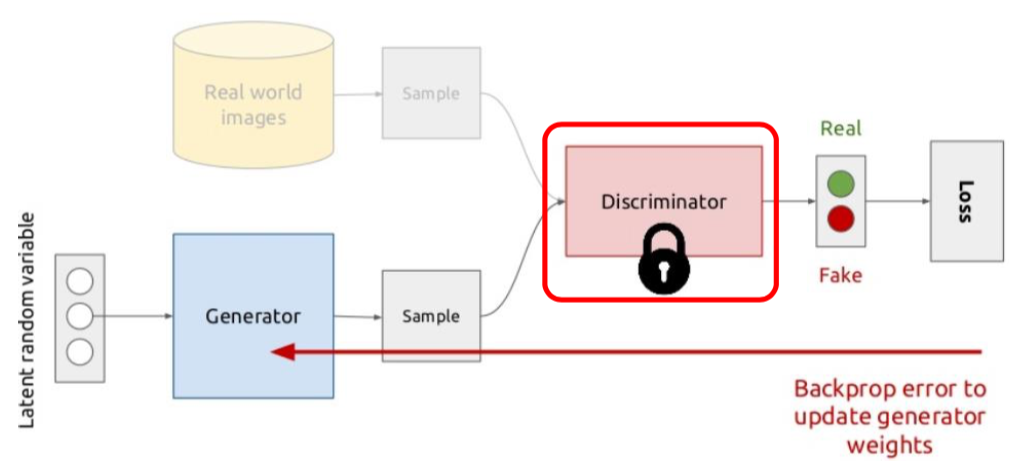 Real world
images
Sample
Discriminator
Real
Fake
Loss
Latent random variable
Generator
Sample
Backprop error to
update generator
weights